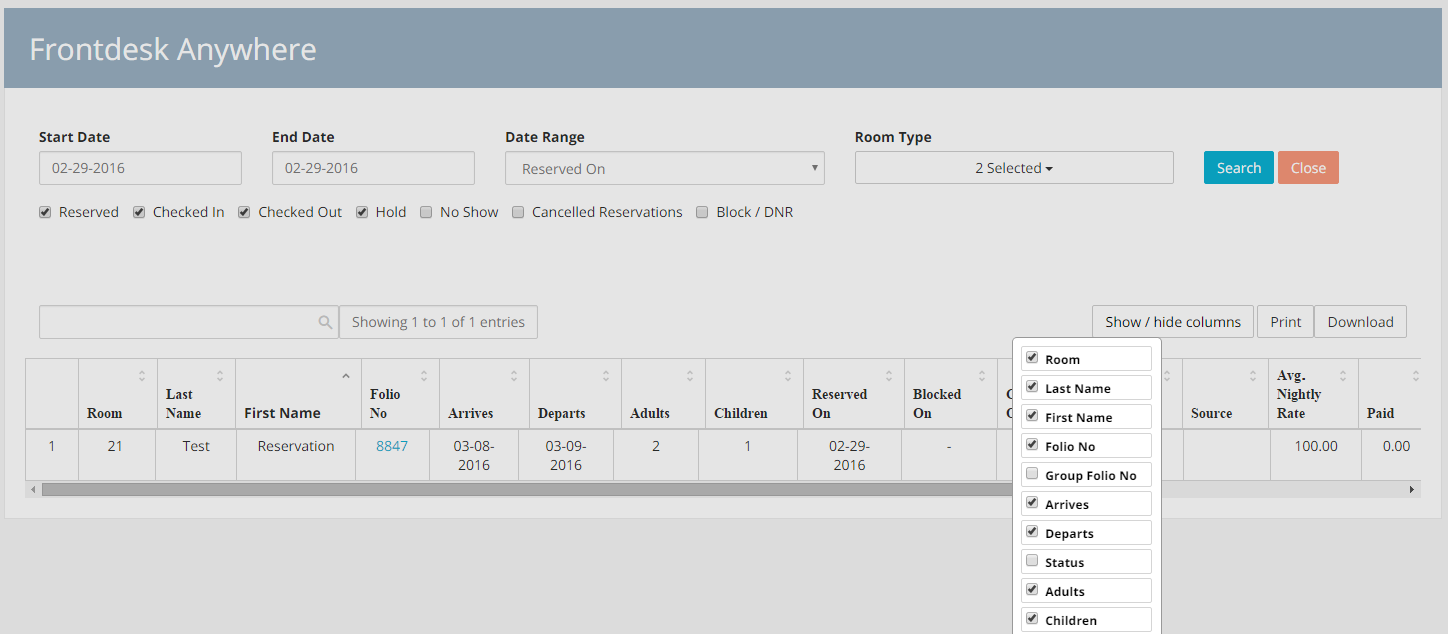 Frontdesk Anywhere
Start Date End Date Date Range Room Type
02-29-2016 02-29-2016 Reserved On 2 Selected Search Close
Reserved Checked In Checked Out Hold No Show Cancelled Reservations Block / DNR
Showing 1 to 1 of 1 entries Show / hide columns Print Download
Room Last Name First Name Folio No Arrives Departs Adults Children Reserved On Blocked On Source Avg. Nightly Rate Paid
1 21 Test Reservation 8847 03-08-2016 03-09-2016 2 1 02-29-2016 - 100.00 0.00
Room
Last Name
First Name
Folio No
Group Folio No
Arrives
Departs
Status
Adults
Children